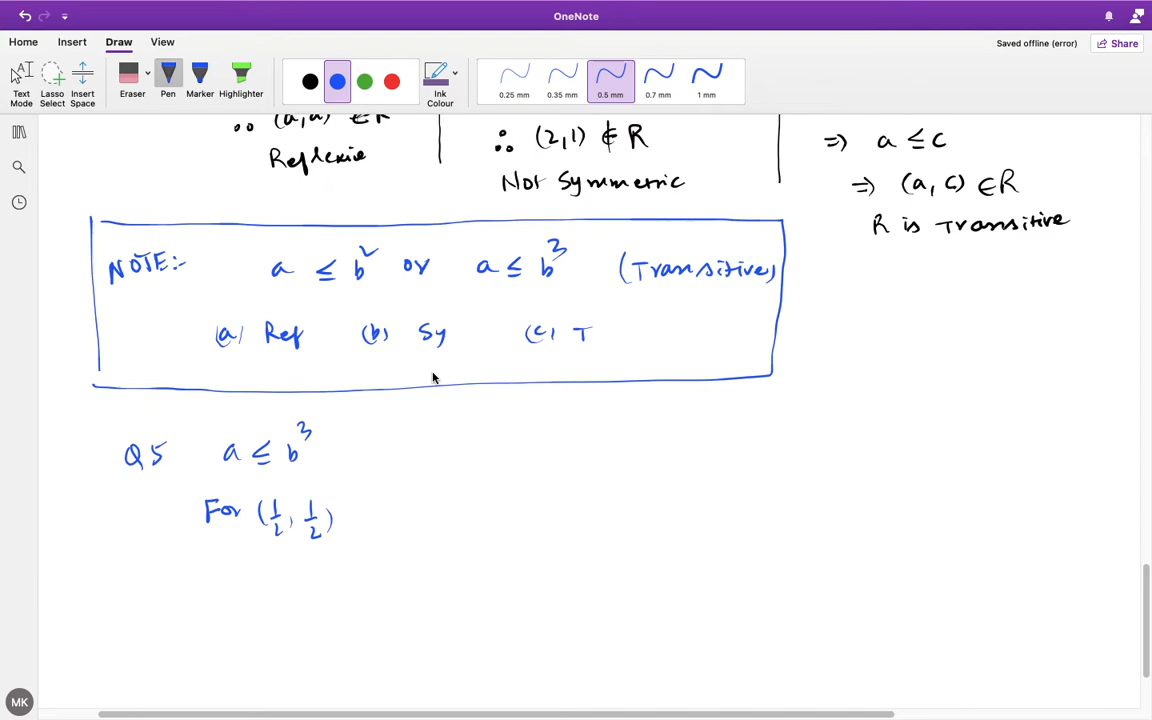 OneNote
Home Insert Draw View
Saved offline (error) Share
Text Mode Lasso Select Insert Space Eraser Pen Marker Highlighter Ink Colour 0.25 mm 0.35 mm 0.5 mm 0.7 mm 1 mm
∴ (a,a) ∈ R
Reflexie
∴ (2,1) ∉ R
Not Symmetric
⇒ a ≤ c
⇒ (a, c) ∈ R
R is Transitive
NOTE:- a ≤ b² or a ≤ b³ (Transitive)
(a) Ref (b) Sy (c) T
Q5 a ≤ b³
For (1/2, 1/2)
MK